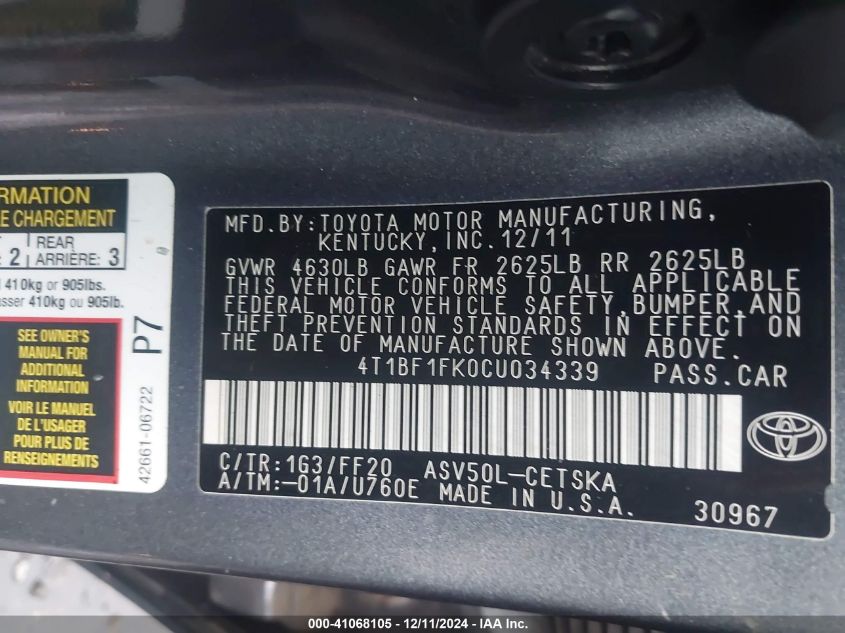 RMATION
E CHARGEMENT
2 REAR 3
ARRIÈRE:
410kg or 905lbs.
asser 410kg ou 905lb.
SEE OWNER'S
MANUAL FOR
ADDITIONAL
INFORMATION
VOIR LE MANUEL
DE L'USAGER
POUR PLUS DE
RENSEIGNEMENTS
P7
42661-06722
MFD.BY:TOYOTA MOTOR MANUFACTURING,
KENTUCKY,INC.12/11
GVWR 4630LB GAWR FR 2625LB RR 2625LB
THIS VEHICLE CONFORMS TO ALL APPLICABLE
FEDERAL MOTOR VEHICLE SAFETY,BUMPER,AND
THEFT PREVENTION STANDARDS IN EFFECT ON
THE DATE OF MANUFACTURE SHOWN ABOVE.
4T1BF1FK0CU034339 PASS.CAR
C/TR:1G3/FF20 ASV50L-CETSKA
A/TM:-01A/U760E MADE IN U.S.A.
30967
000-41068105 - 12/11/2024 - IAA Inc.